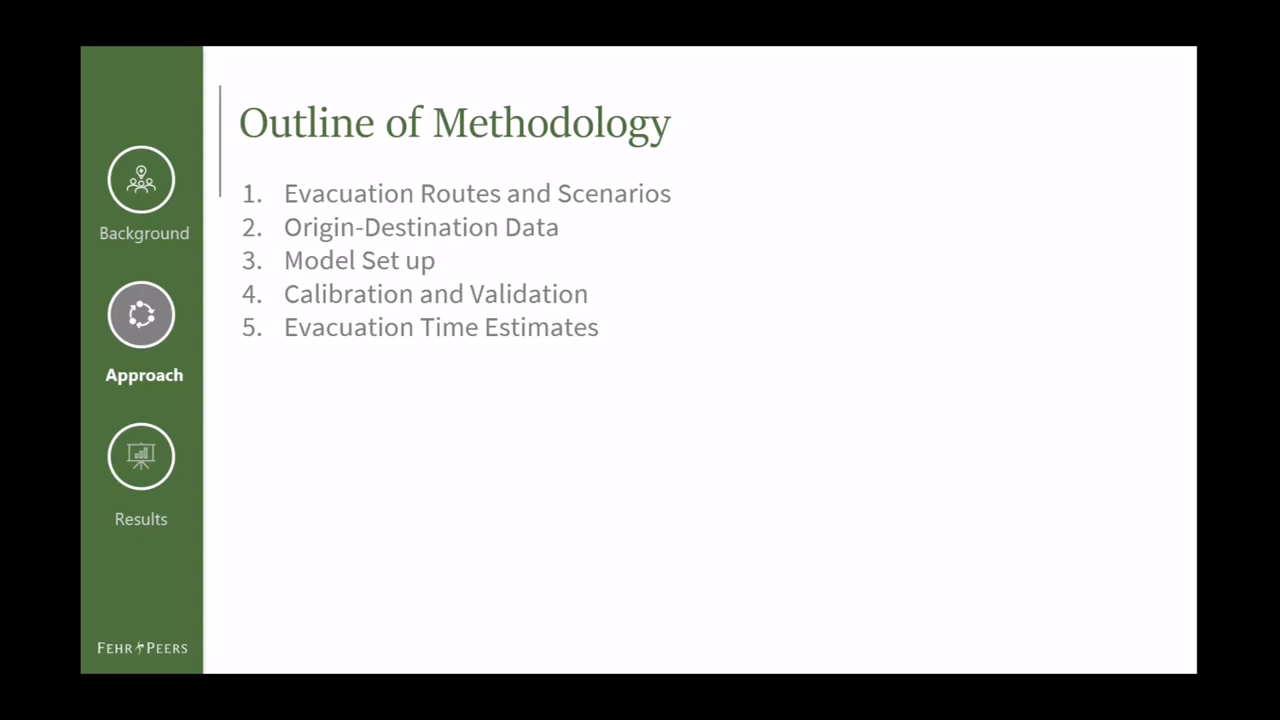 Outline of Methodology
1. Evacuation Routes and Scenarios
2. Origin-Destination Data
3. Model Set up
4. Calibration and Validation
5. Evacuation Time Estimates
Background
Approach
Results
FEHR PEERS